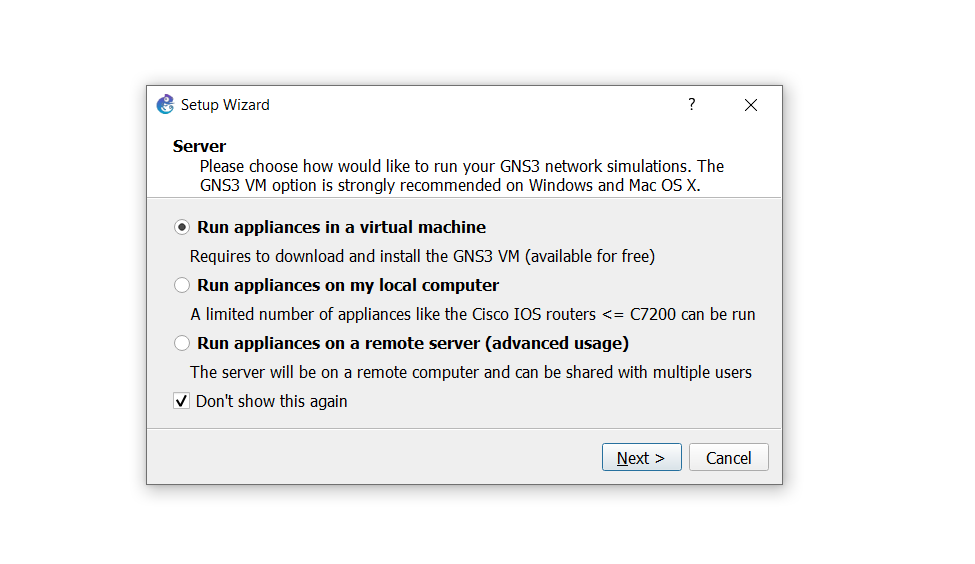 Setup Wizard
?
Server
Please choose how would like to run your GNS3 network simulations. The
GNS3 VM option is strongly recommended on Windows and Mac OS X.
Run appliances in a virtual machine
Requires to download and install the GNS3 VM (available for free)
Run appliances on my local computer
A limited number of appliances like the Cisco IOS routers <= C7200 can be run
Run appliances on a remote server (advanced usage)
The server will be on a remote computer and can be shared with multiple users
Don't show this again
Next >
Cancel